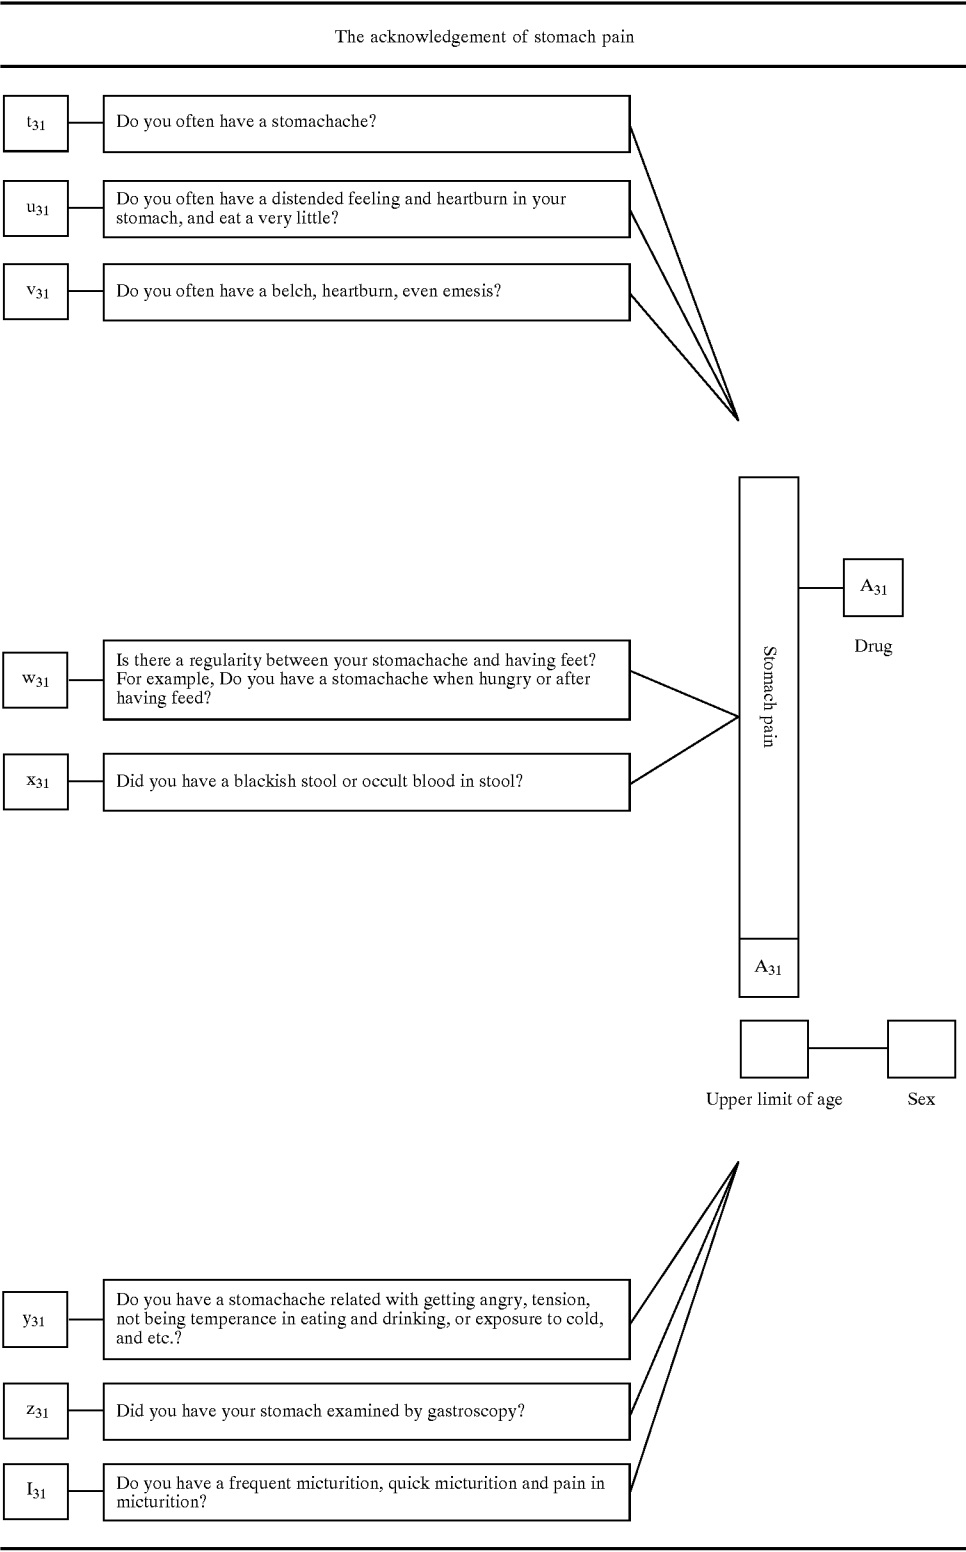 The acknowledgement of stomach pain
t31
Do you often have a stomachache?
u31
Do you often have a distended feeling and heartburn in your
stomach, and eat a very little?
v31
Do you often have a belch, heartburn, even emesis?
w31
Is there a regularity between your stomachache and having feet?
For example, Do you have a stomachache when hungry or after
having feed?
x31
Did you have a blackish stool or occult blood in stool?
Stomach pain
A31
Drug
A31
Upper limit of age
Sex
y31
Do you have a stomachache related with getting angry, tension,
not being temperance in eating and drinking, or exposure to cold,
and etc.?
z31
Did you have your stomach examined by gastroscopy?
I31
Do you have a frequent micturition, quick micturition and pain in
micturition?